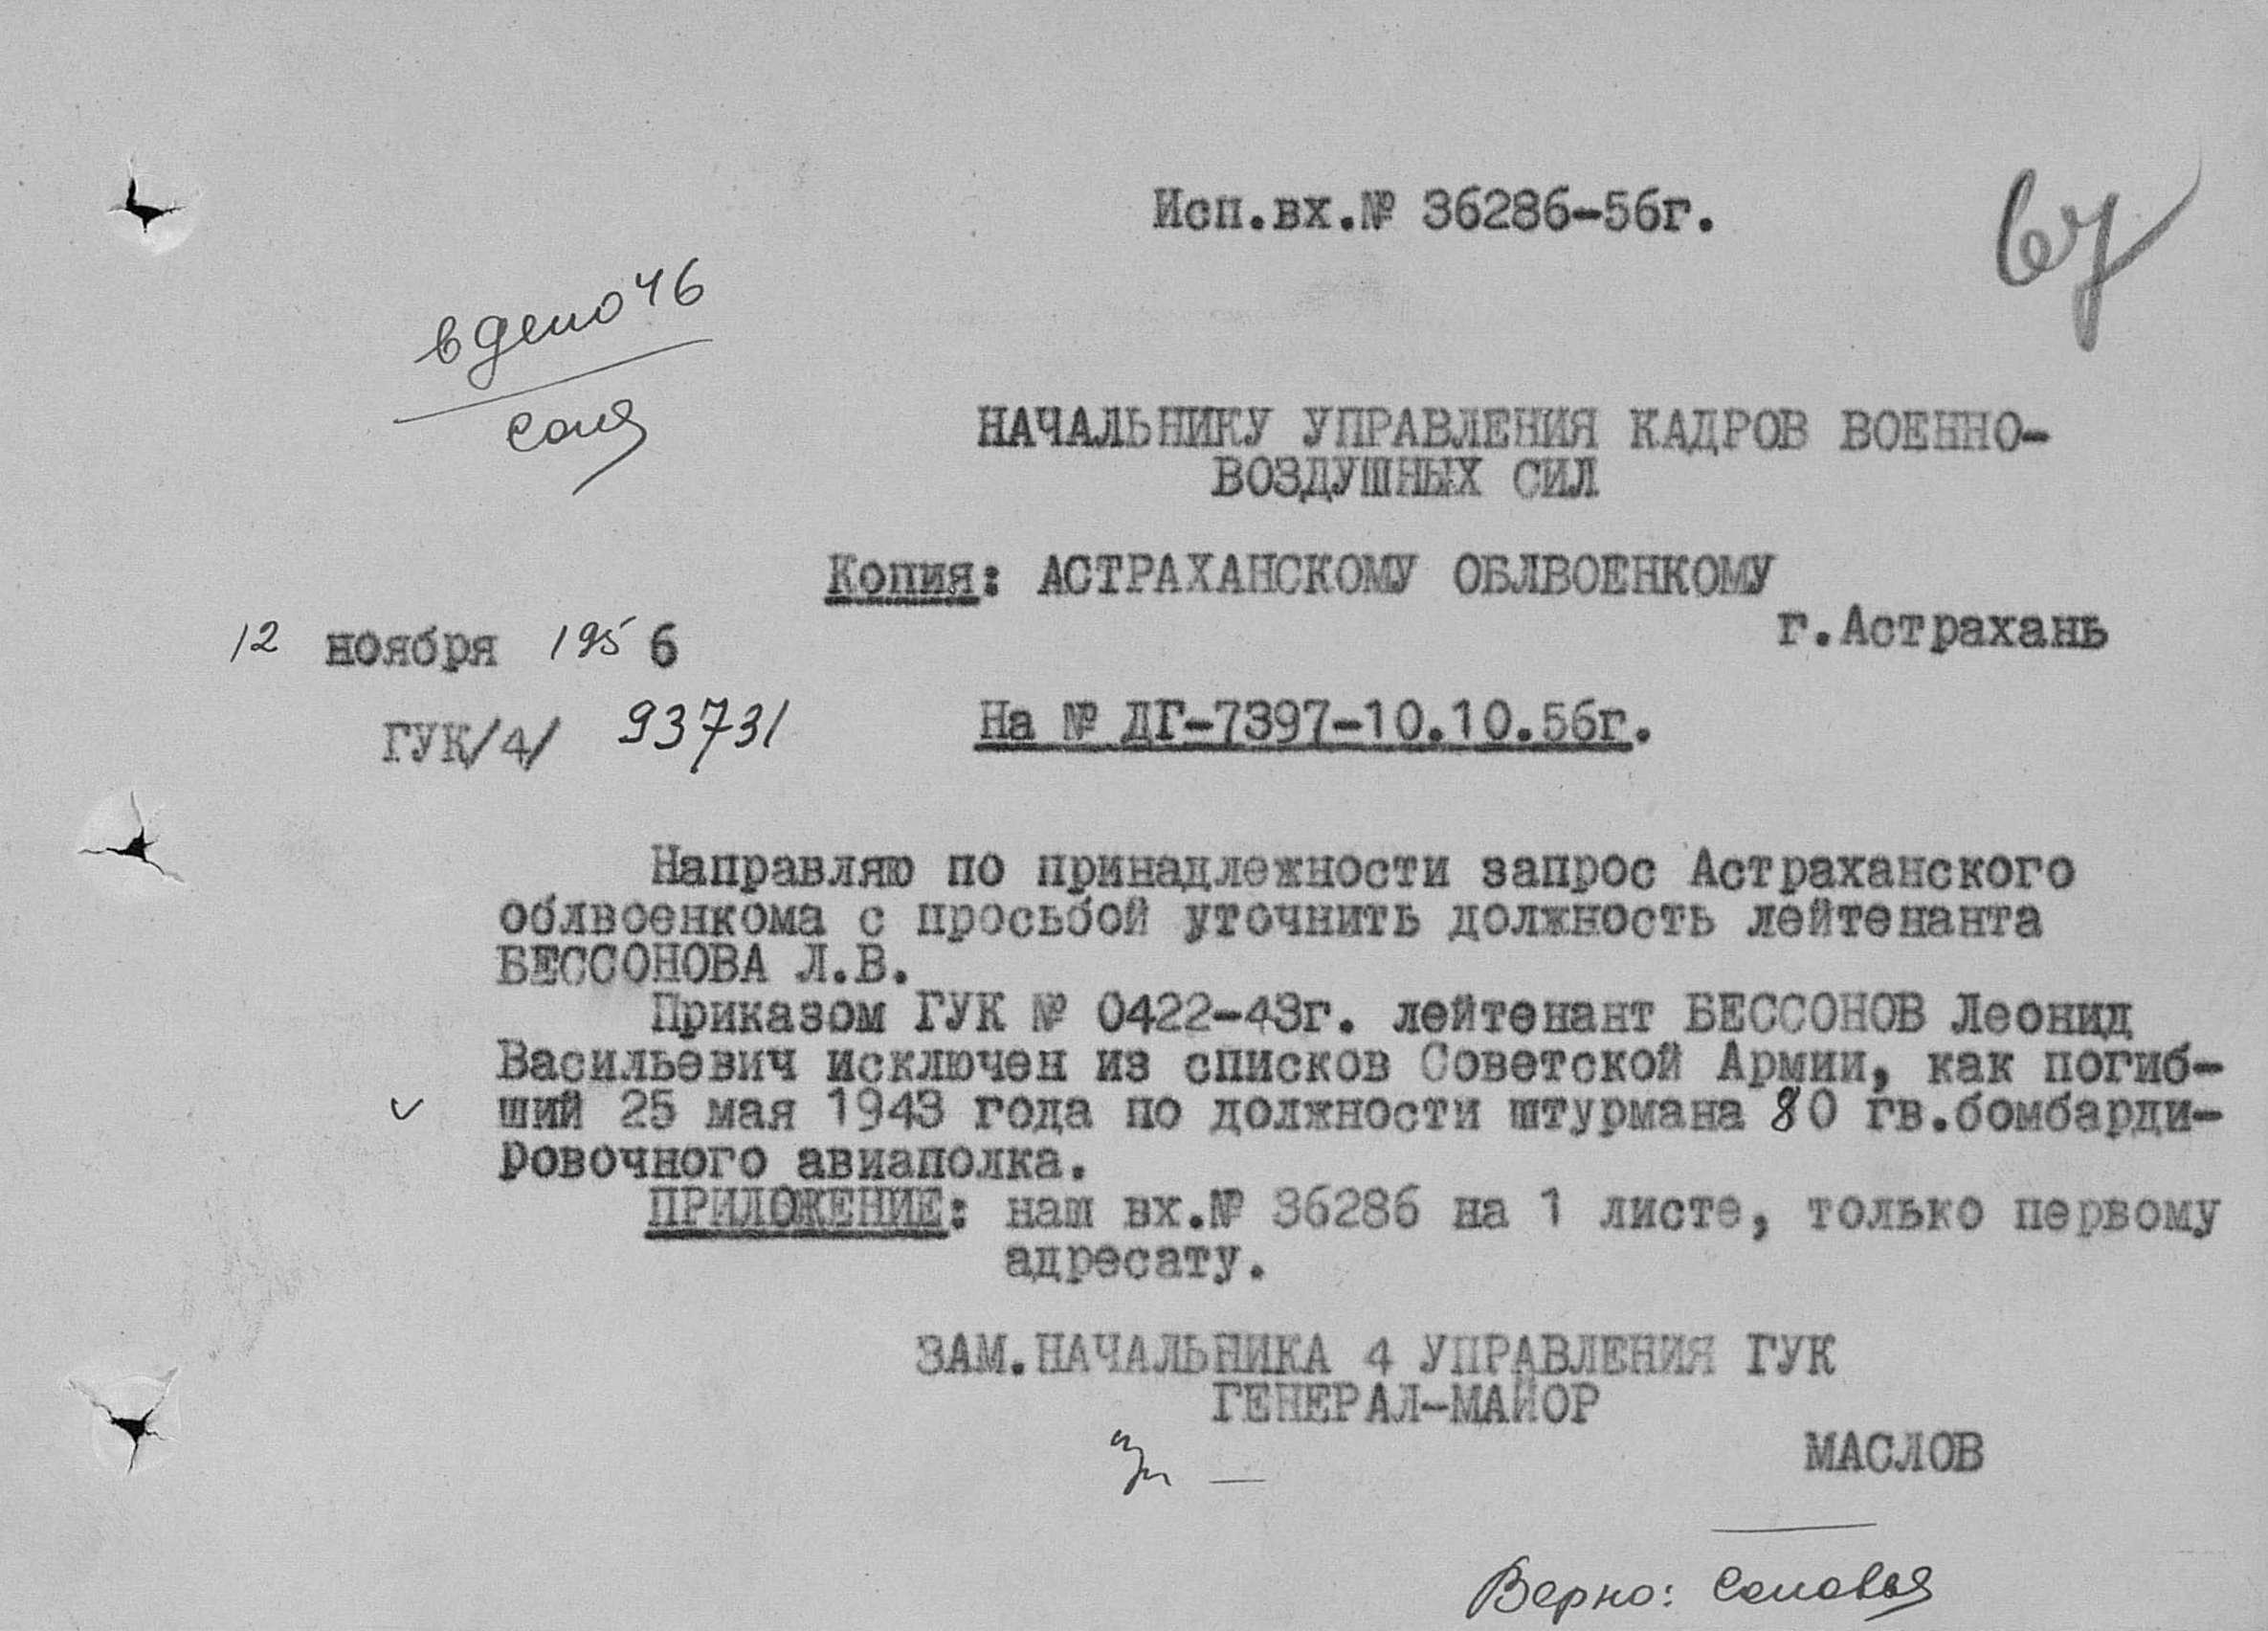 Исп.вх.№ 36286-56г.
67
в дело 46
НАЧАЛЬНИКУ УПРАВЛЕНИЯ КАДРОВ ВОЕННО-
ВОЗДУШНЫХ СИЛ
Копия: АСТРАХАНСКОМУ ОБЛВОЕНКОМУ
г.Астрахань
12 ноября 1956
ГУК/4/ 93731
На № ДГ-7397-10.10.56г.
Направляю по принадлежности запрос Астраханского
облвоенкома с просьбой уточнить должность лейтенанта
БЕССОНОВА Л.В.
Приказом ГУК № 0422-43г. лейтенант БЕССОНОВ Леонид
Васильевич исключен из списков Советской Армии, как погиб-
ший 25 мая 1943 года по должности штурмана 80 гв.бомбарди-
ровочного авиаполка.
ПРИЛОЖЕНИЕ: наш вх.№ 36286 на 1 листе, только первому
адресату.
ЗАМ.НАЧАЛЬНИКА 4 УПРАВЛЕНИЯ ГУК
ГЕНЕРАЛ-МАЙОР
МАСЛОВ
Верно: